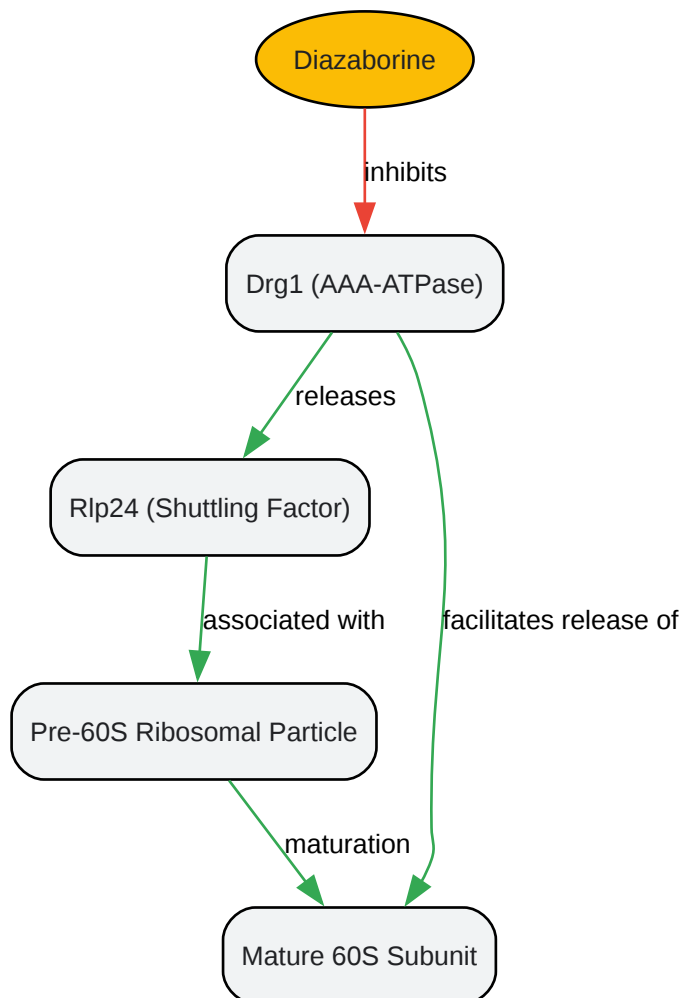 Diazaborine
inhibits
Drg1 (AAA-ATPase)
releases
Rlp24 (Shuttling Factor)
associated with
facilitates release of
Pre-60S Ribosomal Particle
maturation
Mature 60S Subunit